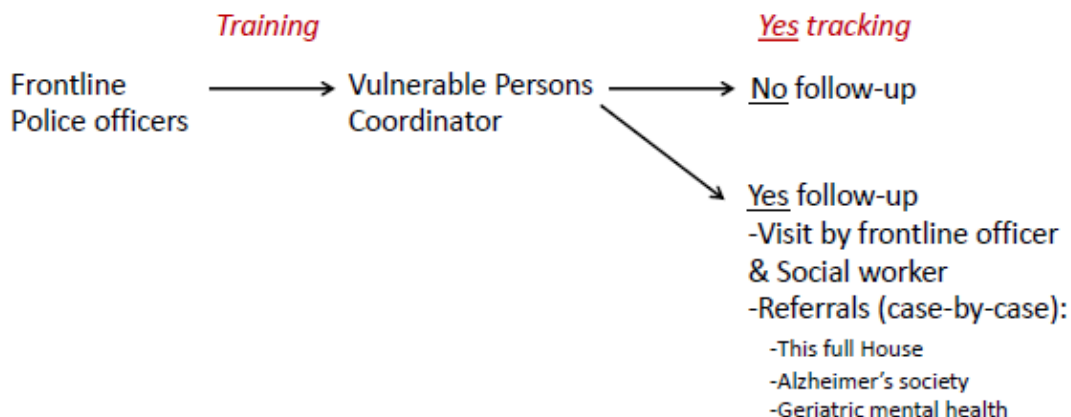 Training
Yes tracking
Frontline
Police officers
Vulnerable Persons
Coordinator
No follow-up
Yes follow-up
-Visit by frontline officer
& Social worker
-Referrals (case-by-case):
-This full House
-Alzheimer's society
-Geriatric mental health